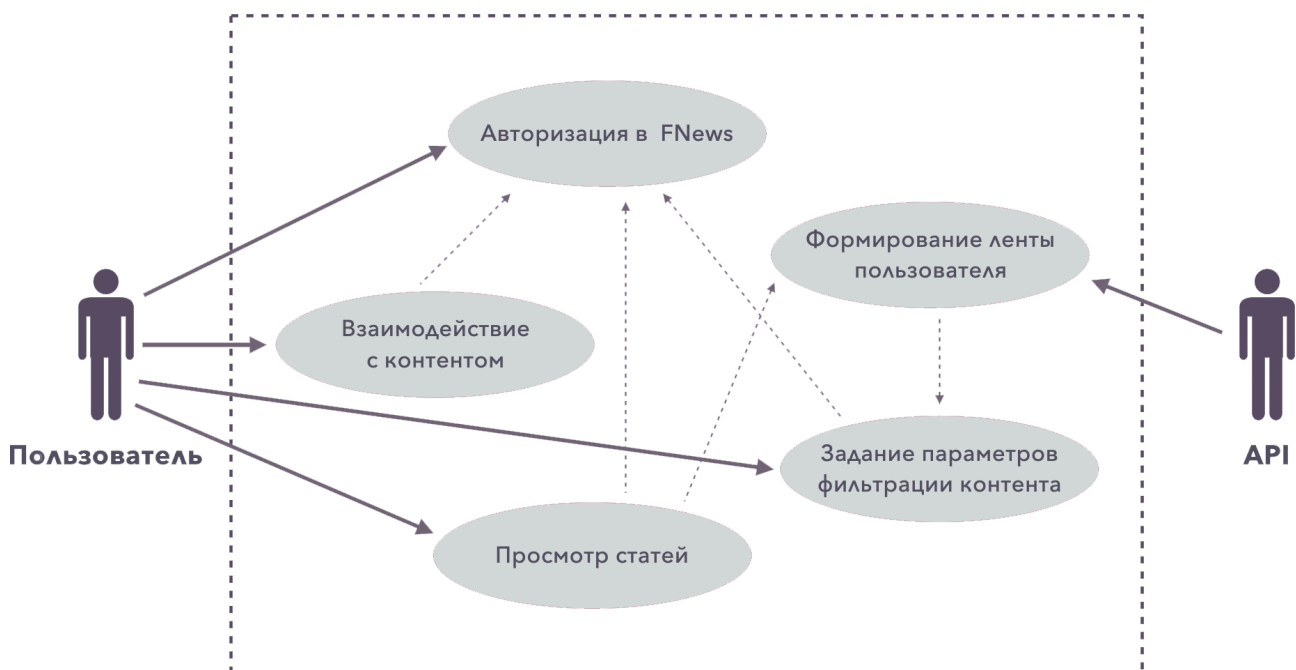 Авторизация в FNews
Формирование ленты
пользователя
Взаимодействие
с контентом
Пользователь
API
Задание параметров
фильтрации контента
Просмотр статей